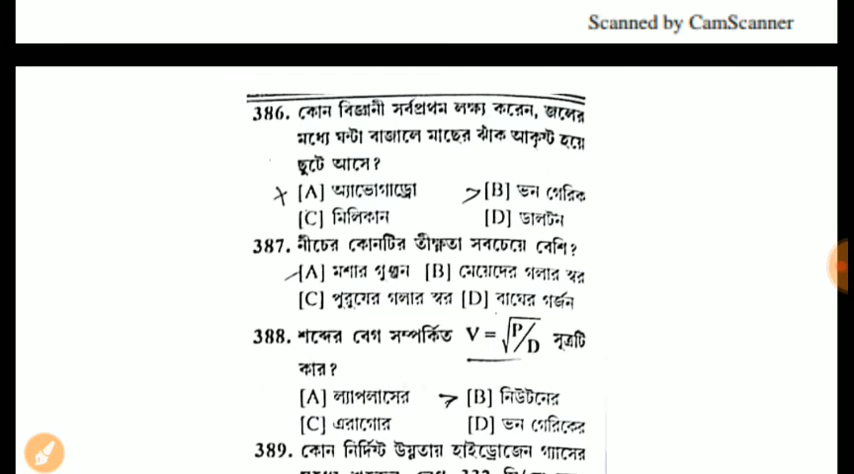 Scanned by CamScanner
386. কোন বিজ্ঞানী সর্বপ্রথম লক্ষ্য করেন, জলের
মধ্যে ঘন্টা বাজালে মাছের ঝাঁক আকৃষ্ট হয়ে
ছুটে আসে?
[A] অ্যাভোগাড্রো [B] ভন গেরিক
[C] মিলিকান [D] ডালটন
387. নীচের কোনটির তীক্ষ্ণতা সবচেয়ে বেশি?
[A] মশার গুঞ্জন [B] মেয়েদের গলার স্বর
[C] পুরুষের গলার স্বর [D] বাঘের গর্জন
388. শব্দের বেগ সম্পর্কিত V = √P/D সূত্রটি
কার?
[A] ল্যাপলাসের [B] নিউটনের
[C] এরাগোর [D] ভন গেরিকের
389. কোন নির্দিষ্ট উষ্ণতায় হাইড্রোজেন গ্যাসের